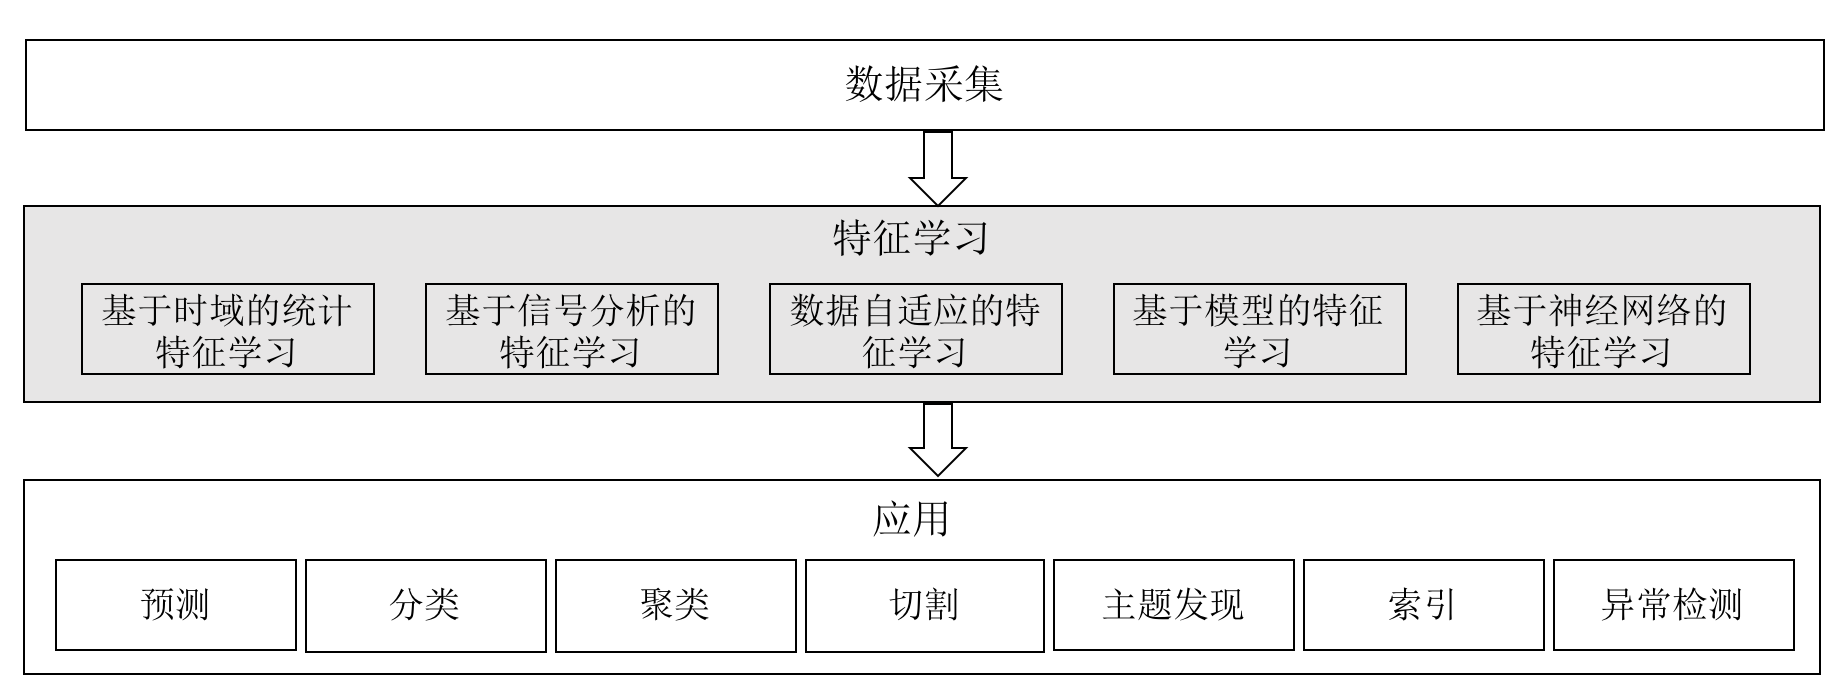 数据采集
特征学习
基于时域的统计
特征学习
基于信号分析的
特征学习
数据自适应的特
征学习
基于模型的特征
学习
基于神经网络的
特征学习
应用
预测
分类
聚类
切割
主题发现
索引
异常检测